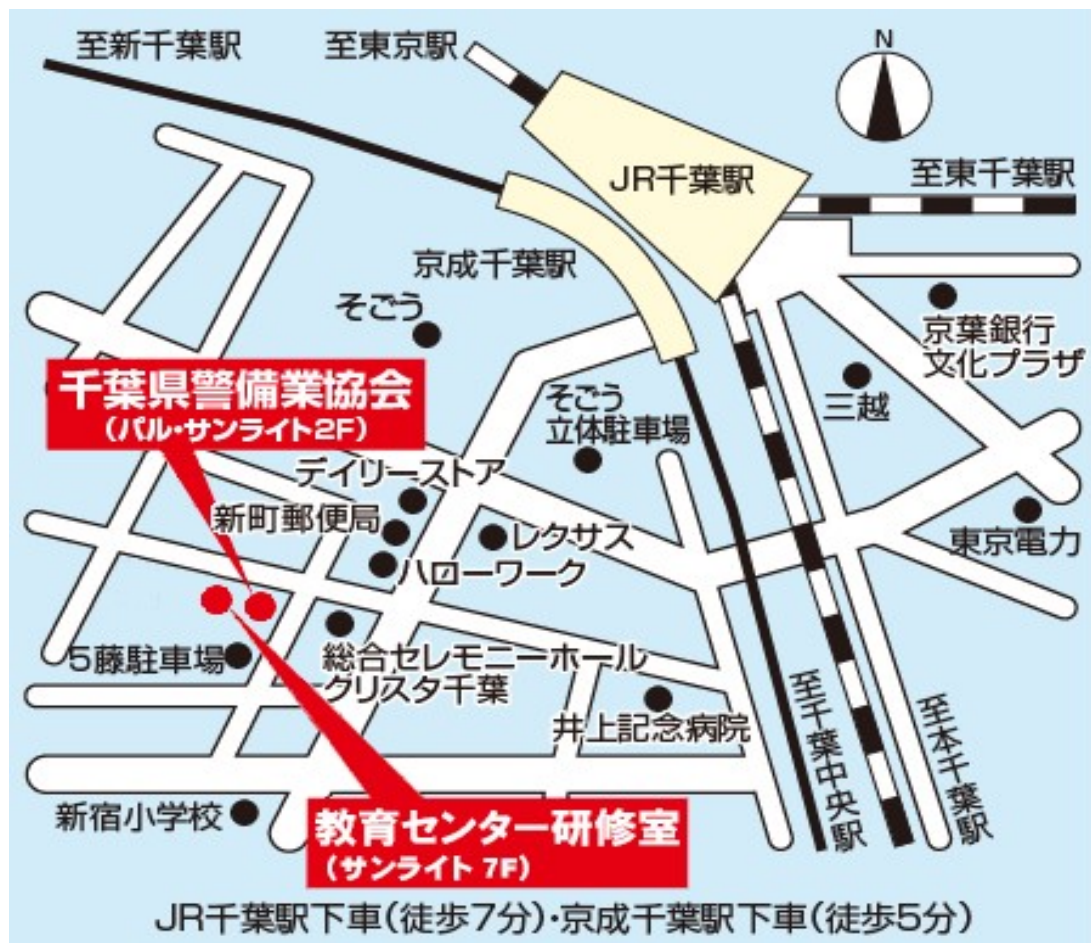 至新千葉駅
至東京駅
N
JR千葉駅
至東千葉駅
京成千葉駅
そごう
京葉銀行
文化プラザ
千葉県警備業協会
(パル・サンライト2F)
そごう
立体駐車場
三越
デイリーストア
新町郵便局
レクサス
東京電力
ハローワーク
5藤駐車場
総合セレモニーホール
グリスタ千葉
井上記念病院
至千葉中央駅
至本千葉駅
新宿小学校
教育センター研修室
(サンライト 7F)
JR千葉駅下車(徒歩7分)・京成千葉駅下車(徒歩5分)